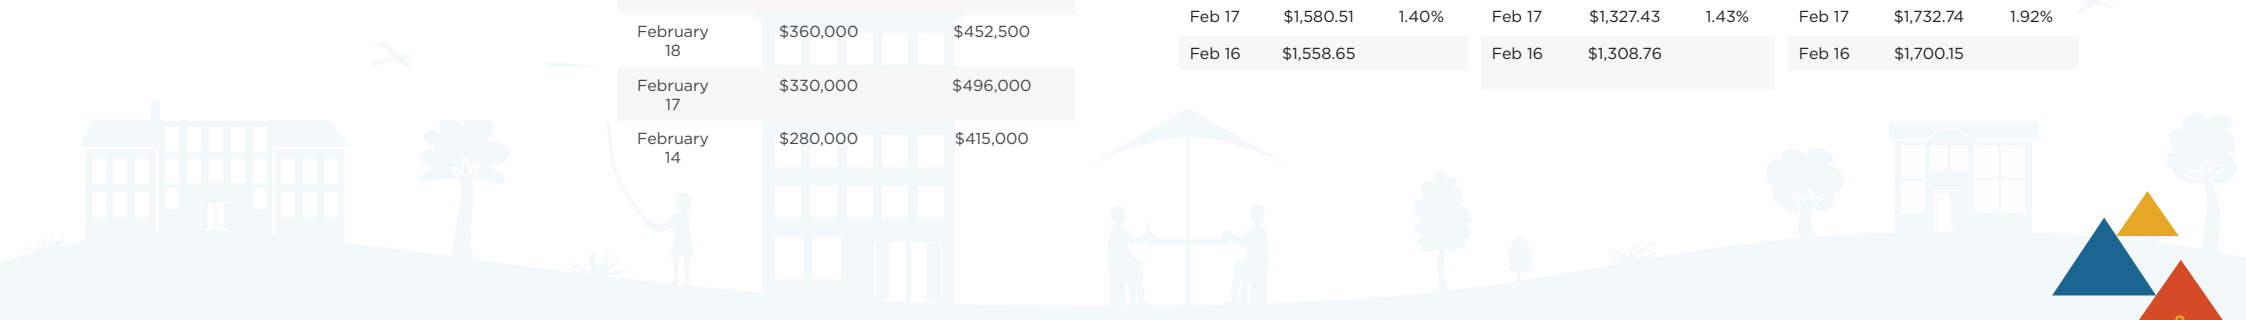 February $360,000 $452,500
18
February $330,000 $496,000
17
February $280,000 $415,000
14
Feb 17 $1,580.51 1.40%
Feb 16 $1,558.65
Feb 17 $1,327.43 1.43%
Feb 16 $1,308.76
Feb 17 $1,732.74 1.92%
Feb 16 $1,700.15